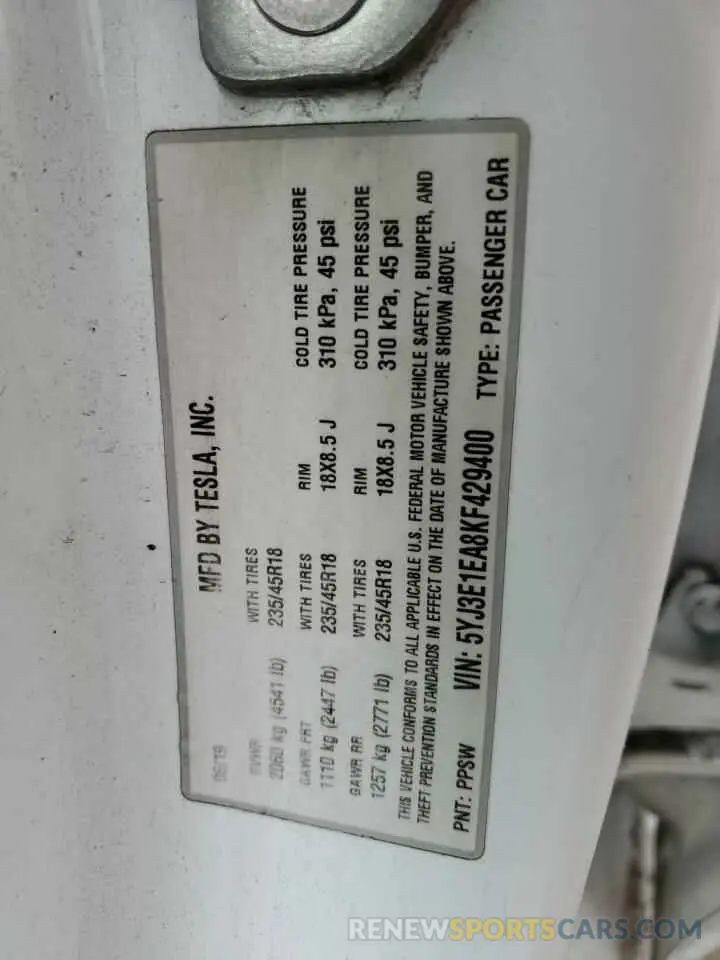 MFD BY TESLA, INC.
06/19
GVWR WITH TIRES
2060 kg (4541 lb) 235/45R18
GAWR FRT WITH TIRES RIM COLD TIRE PRESSURE
1110 kg (2447 lb) 235/45R18 18X8.5 J 310 kPa, 45 psi
GAWR RR WITH TIRES RIM COLD TIRE PRESSURE
1257 kg (2771 lb) 235/45R18 18X8.5 J 310 kPa, 45 psi
THIS VEHICLE CONFORMS TO ALL APPLICABLE U.S. FEDERAL MOTOR VEHICLE SAFETY, BUMPER, AND
THEFT PREVENTION STANDARDS IN EFFECT ON THE DATE OF MANUFACTURE SHOWN ABOVE.
PNT: PPSW VIN: 5YJ3E1EA8KF429400 TYPE: PASSENGER CAR
RENEWSPORTSCARS.COM